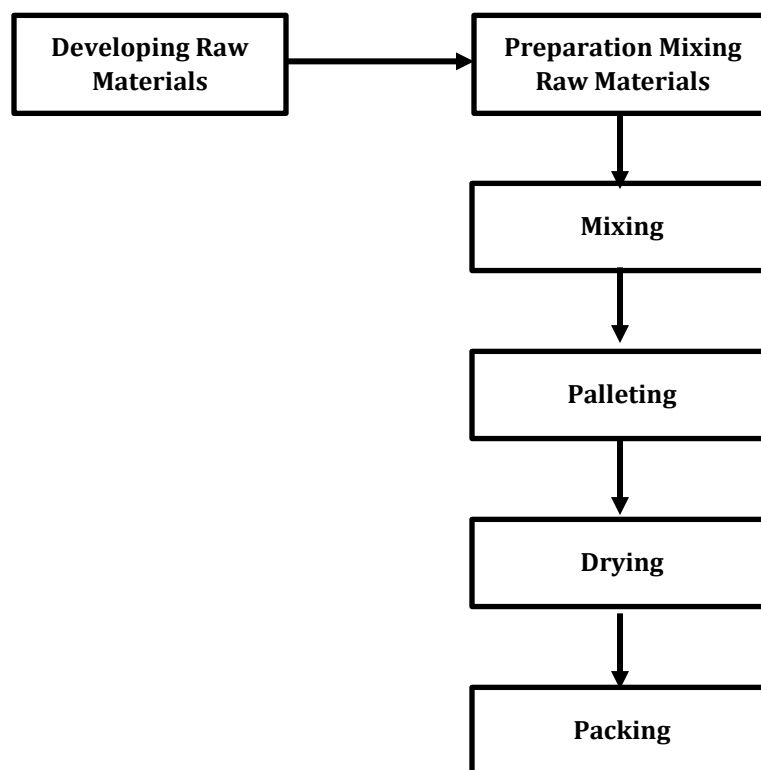 Developing Raw
Materials
Preparation Mixing
Raw Materials
Mixing
Palleting
Drying
Packing